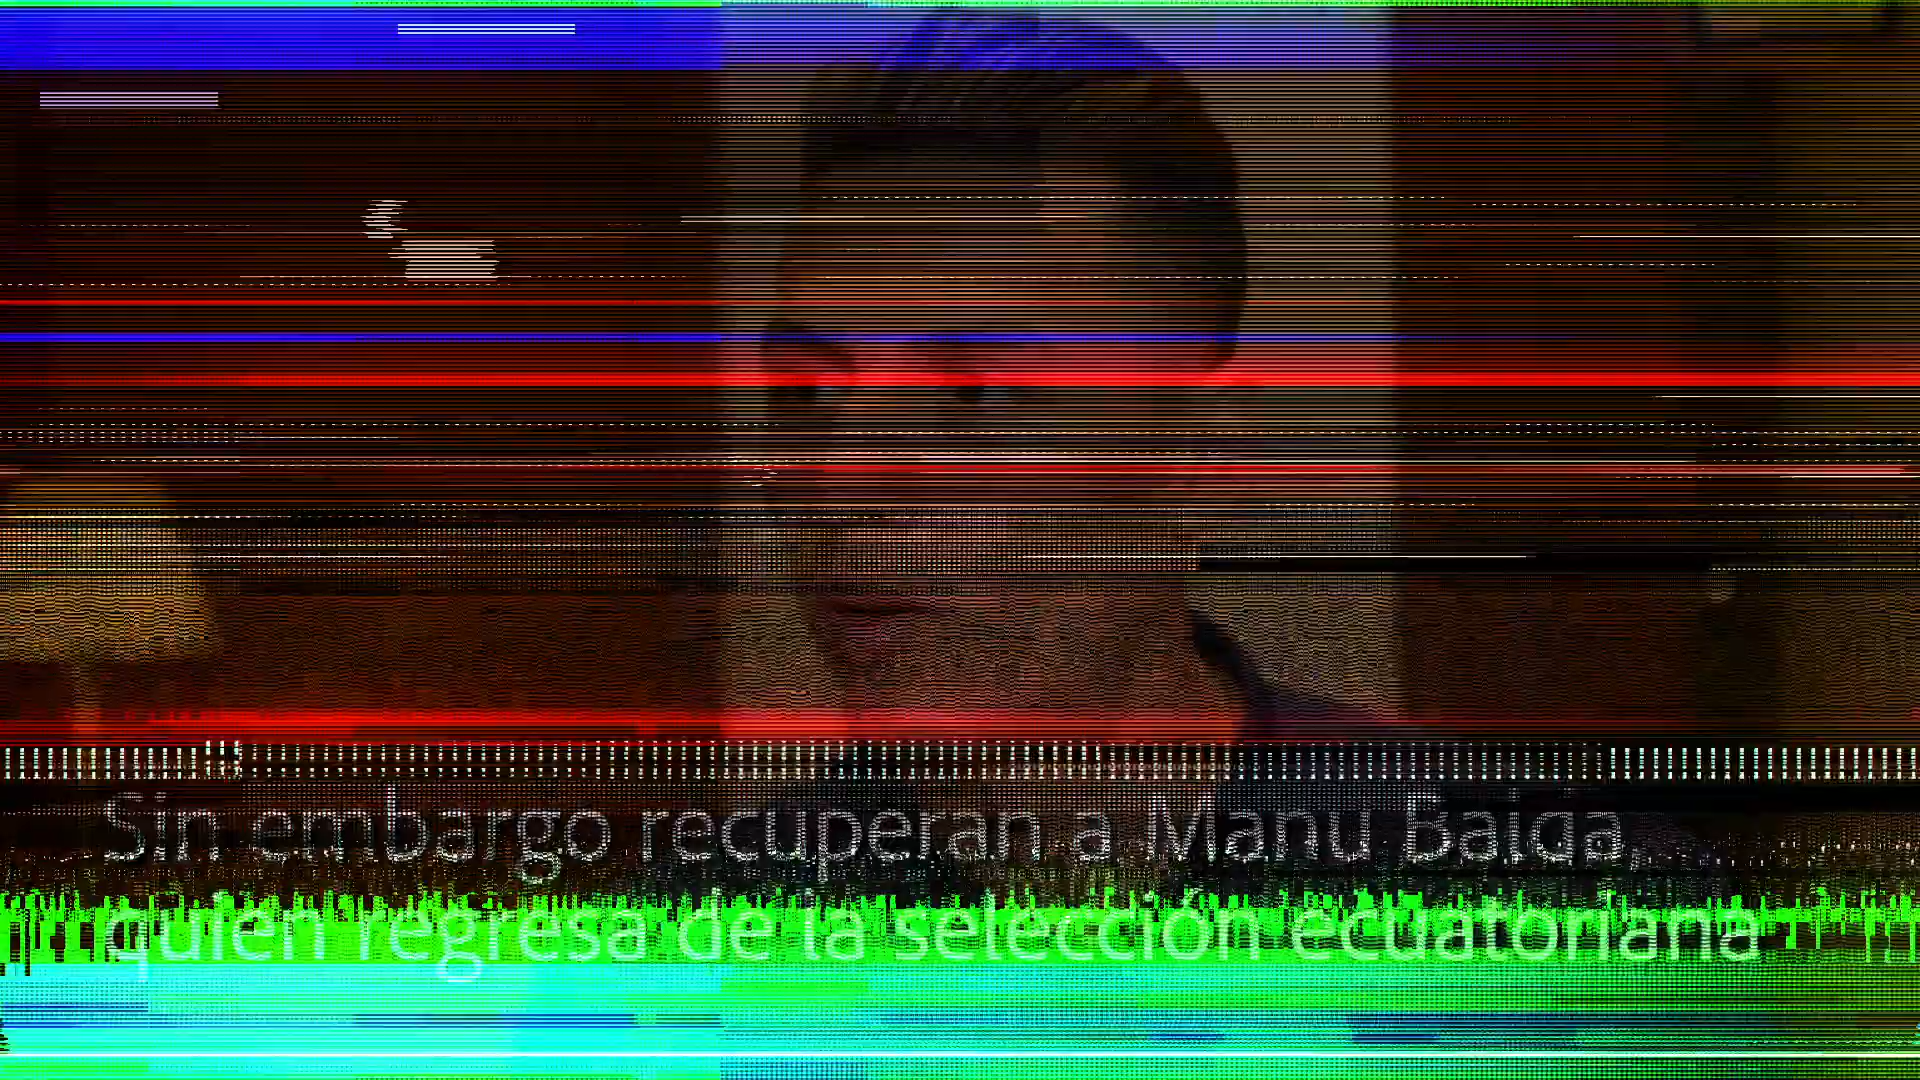 Sin embargo recuperan a Manu Balda,
quien regresa de la selección ecuatoriana